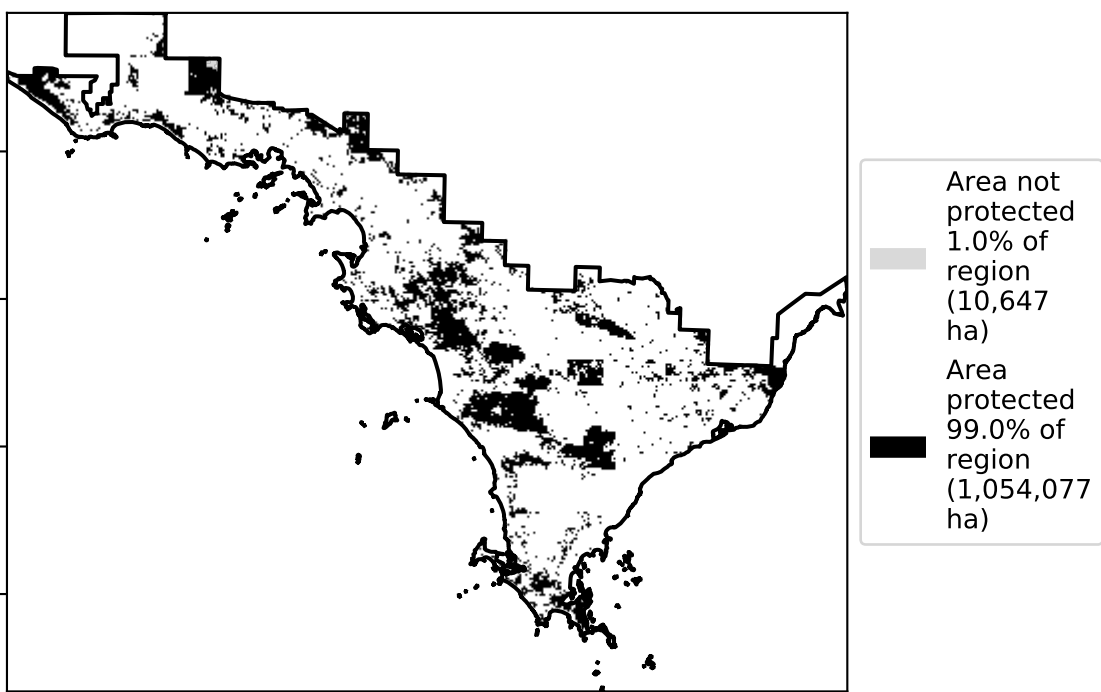 Area not
protected
1.0% of
region
(10,647
ha)
Area
protected
99.0% of
region
(1,054,077
ha)